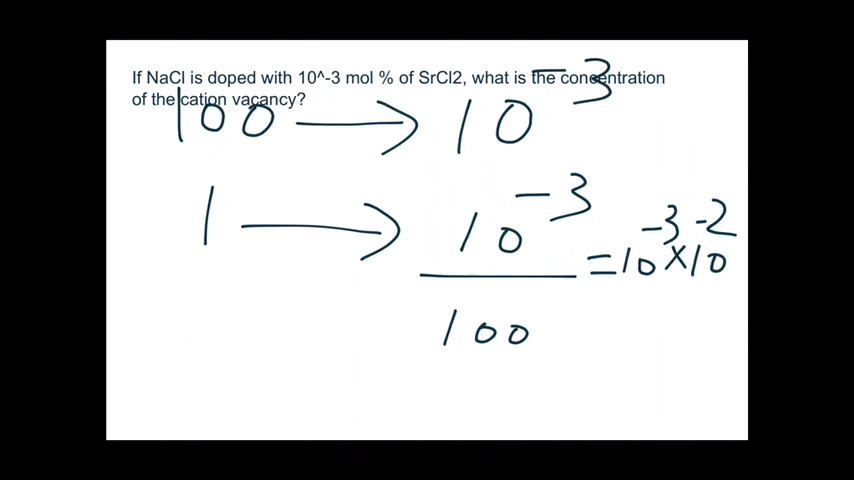 If NaCl is doped with 10^-3 mol % of SrCl2, what is the concentration
of the cation vacancy?
100 → 10⁻³
1 → 10⁻³
100
= 10⁻³ × 10⁻²